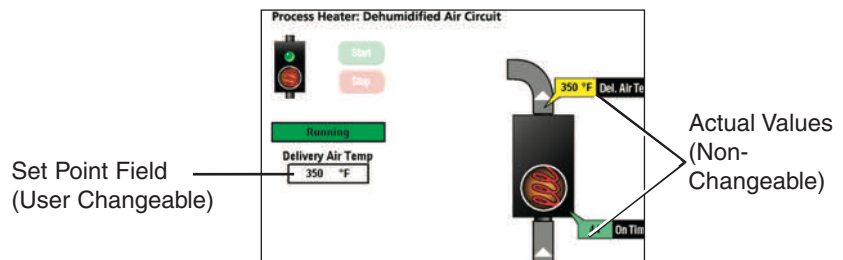 Process Heater: Dehumidified Air Circuit
Start
Stop
350 °F Del. Air Te
Running
Delivery Air Temp
350 °F
Set Point Field
(User Changeable)
Actual Values
(Non-
Changeable)
On Tim